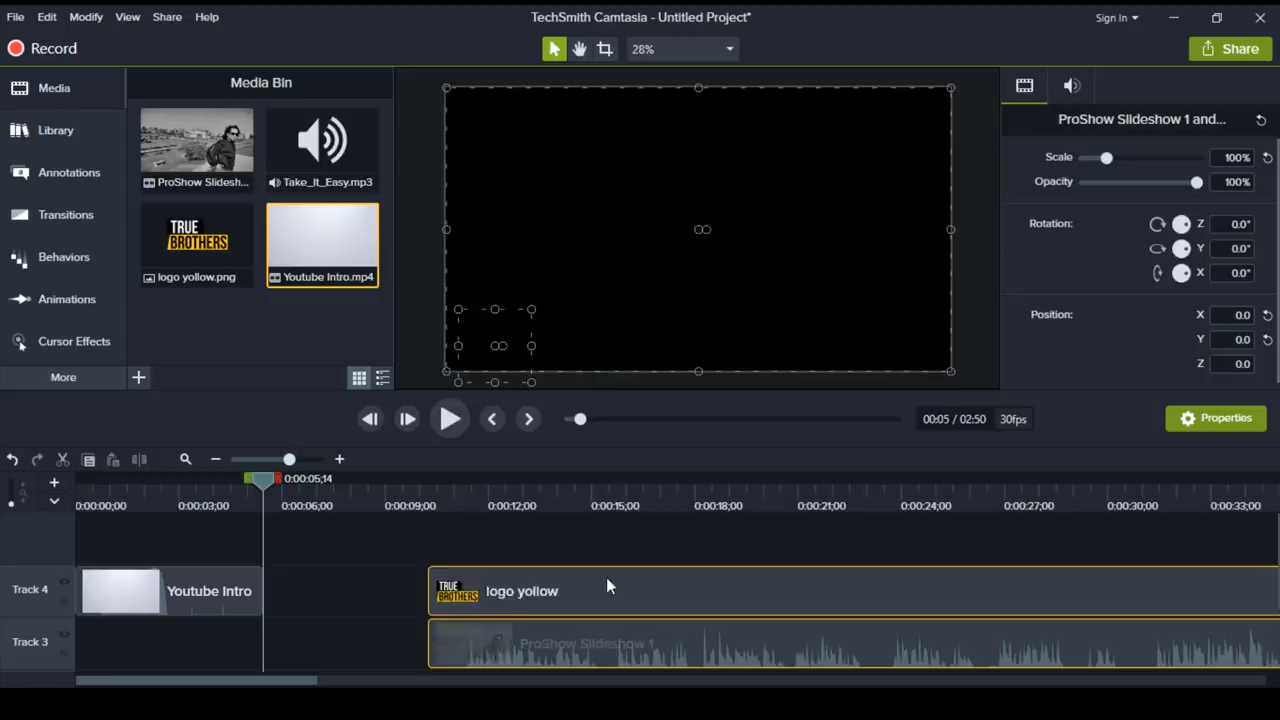 File Edit Modify View Share Help
TechSmith Camtasia - Untitled Project*
Sign In
Record
28%
Share
Media
Library
Annotations
Transitions
Behaviors
Animations
Cursor Effects
More
Media Bin
ProShow Slidesh...
Take_It_Easy.mp3
TRUE
BROTHERS
logo yollow.png
Youtube Intro.mp4
ProShow Slideshow 1 and...
Scale 100%
Opacity 100%
Rotation: Z 0.0°
Y 0.0°
X 0.0°
Position: X 0.0
Y 0.0
Z 0.0
00:05 / 02:50 30fps
Properties
0:00:05;14
0:00:00;00 0:00:03;00 0:00:06;00 0:00:09;00 0:00:12;00 0:00:15;00 0:00:18;00 0:00:21;00 0:00:24;00 0:00:27;00 0:00:30;00 0:00:33;00
Track 4
Youtube Intro
TRUE
BROTHERS
logo yollow
Track 3
ProShow Slideshow 1